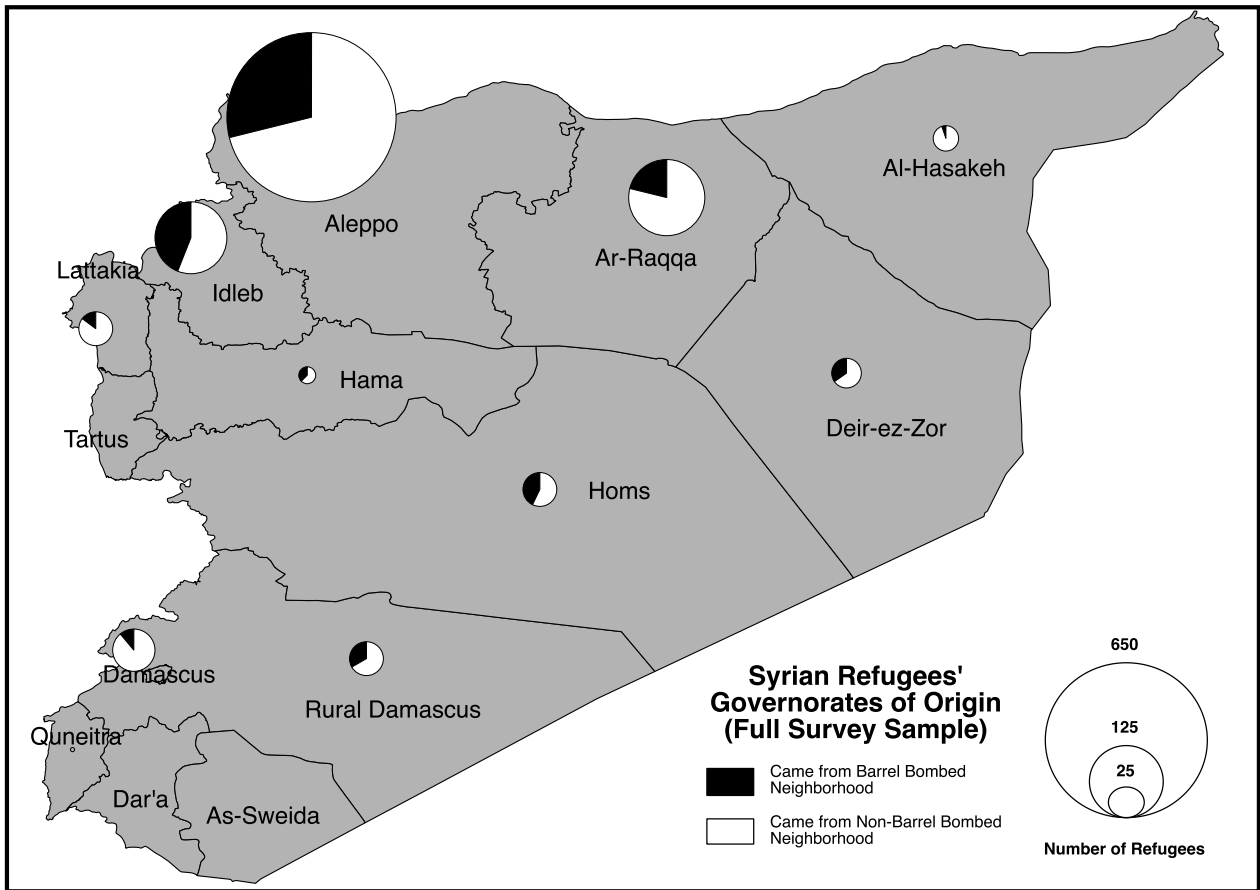 Aleppo
Al-Hasakeh
Ar-Raqqa
Lattakia
Idleb
Hama
Deir-ez-Zor
Tartus
Homs
Damascus
Rural Damascus
Quneitra
Dar'a
As-Sweida
Syrian Refugees'
Governorates of Origin
(Full Survey Sample)
Came from Barrel Bombed
Neighborhood
Came from Non-Barrel Bombed
Neighborhood
650
125
25
Number of Refugees